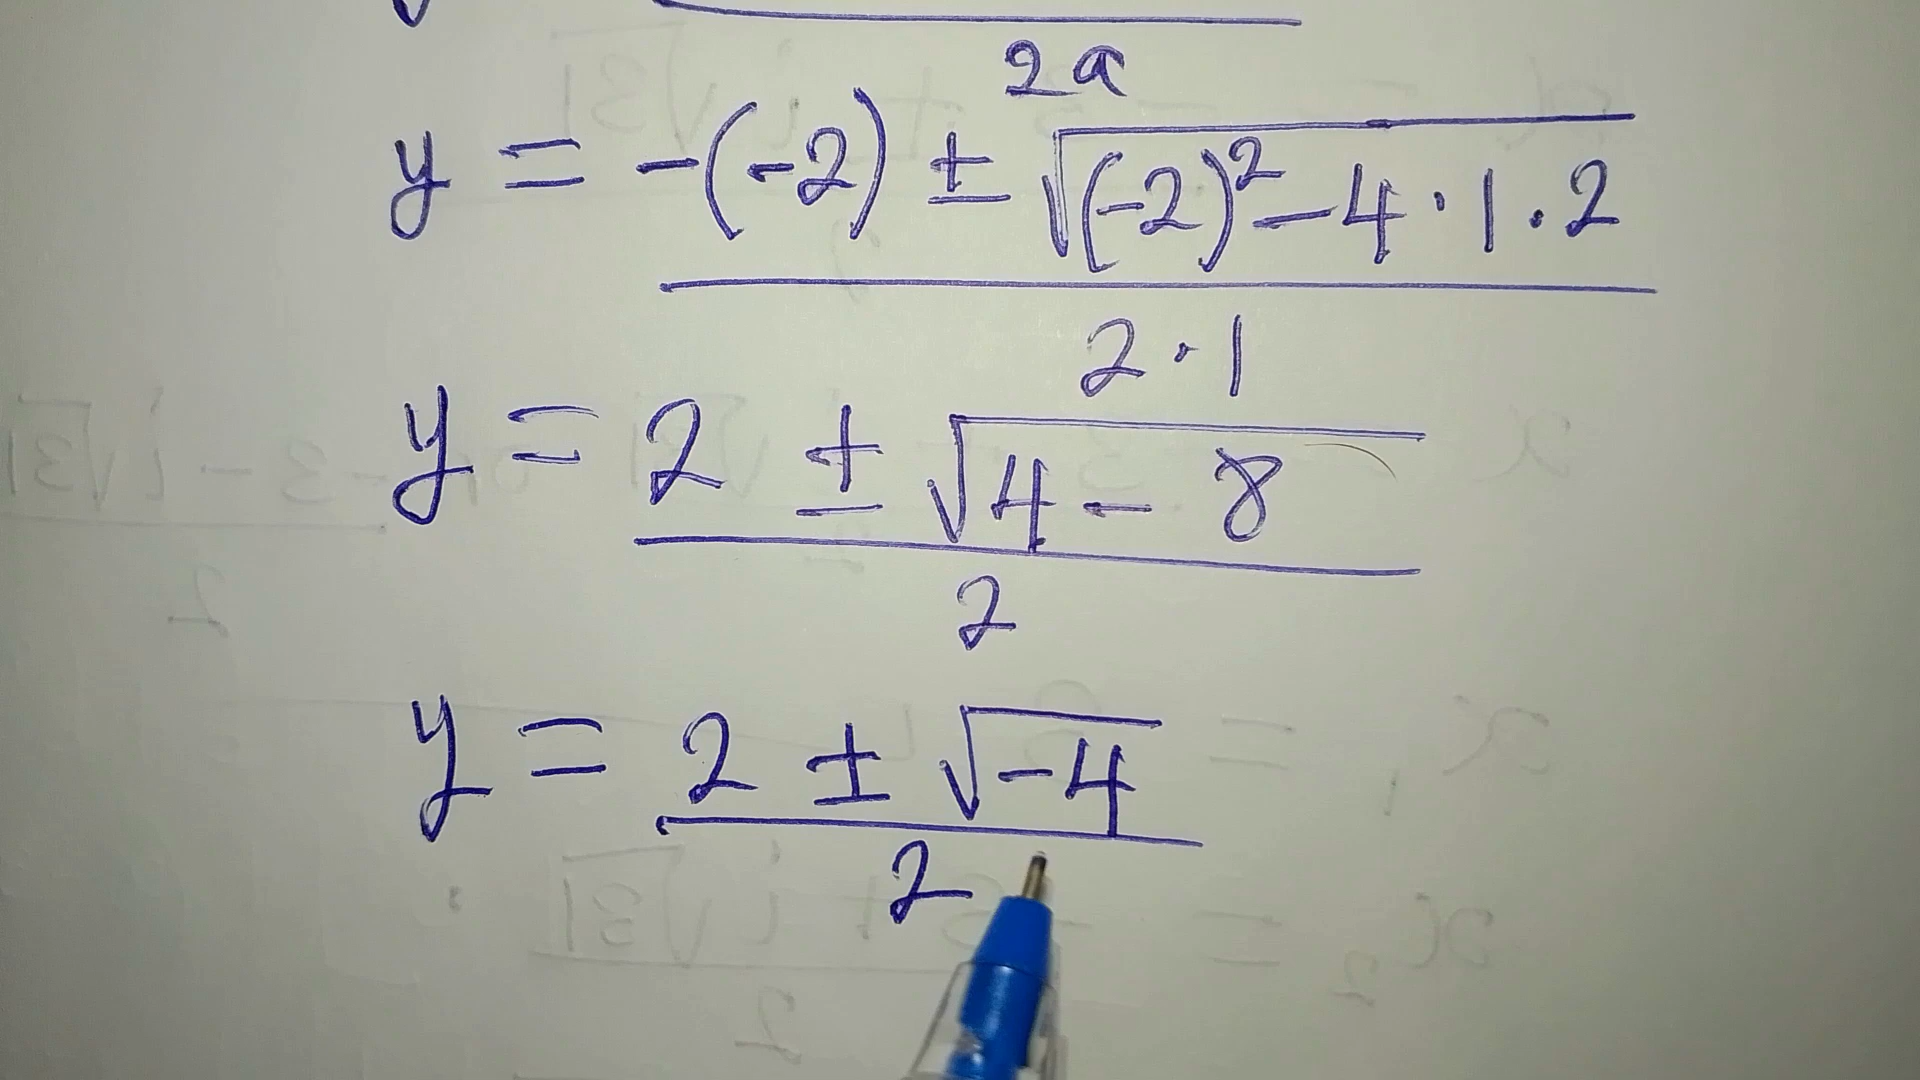 2a
y = -(-2) ± √(-2)² - 4 · 1 . 2
2 · 1
y = 2 ± √4 - 8
2
y = 2 ± √-4
2